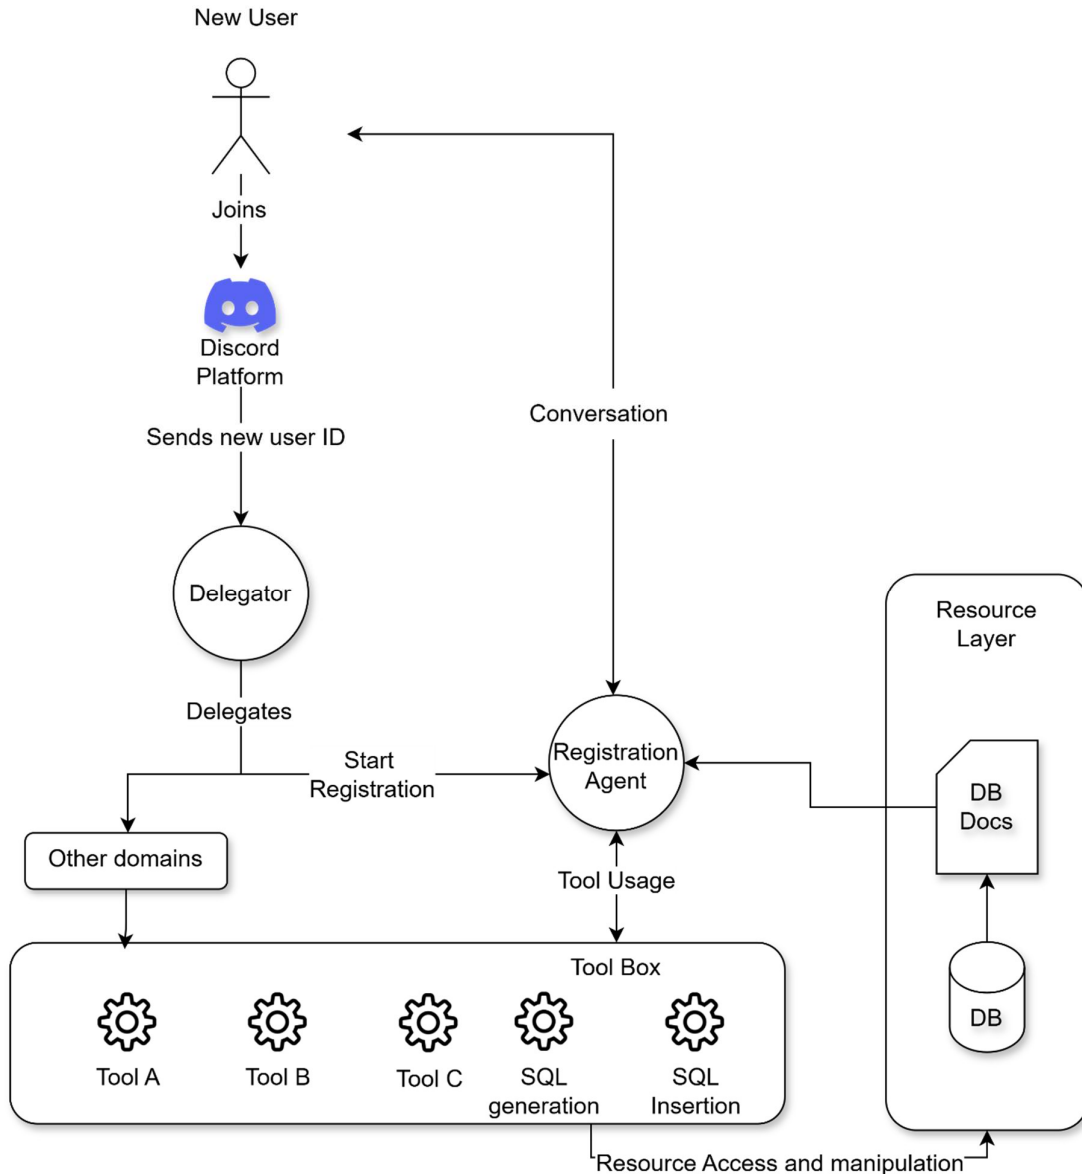 New User
Joins
Discord
Platform
Sends new user ID
Conversation
Delegator
Delegates
Start
Registration
Registration
Agent
Resource
Layer
DB
Docs
DB
Other domains
Tool Usage
Tool Box
Tool A
Tool B
Tool C
SQL
generation
SQL
Insertion
Resource Access and manipulation